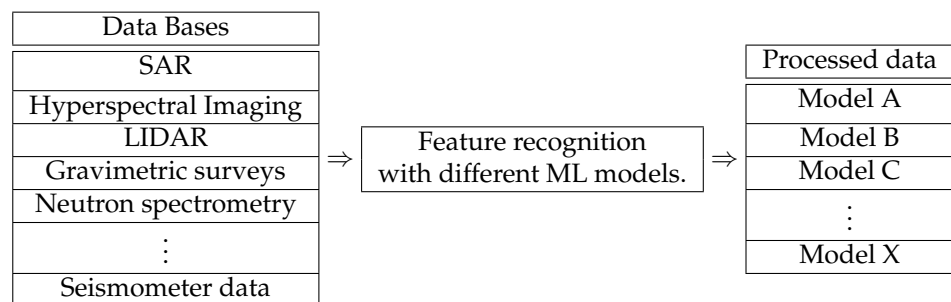 Data Bases
SAR
Hyperspectral Imaging
LIDAR
Gravimetric surveys
Neutron spectrometry
⋮
Seismometer data
⇒
Feature recognition
with different ML models.
⇒
Processed data
Model A
Model B
Model C
⋮
Model X